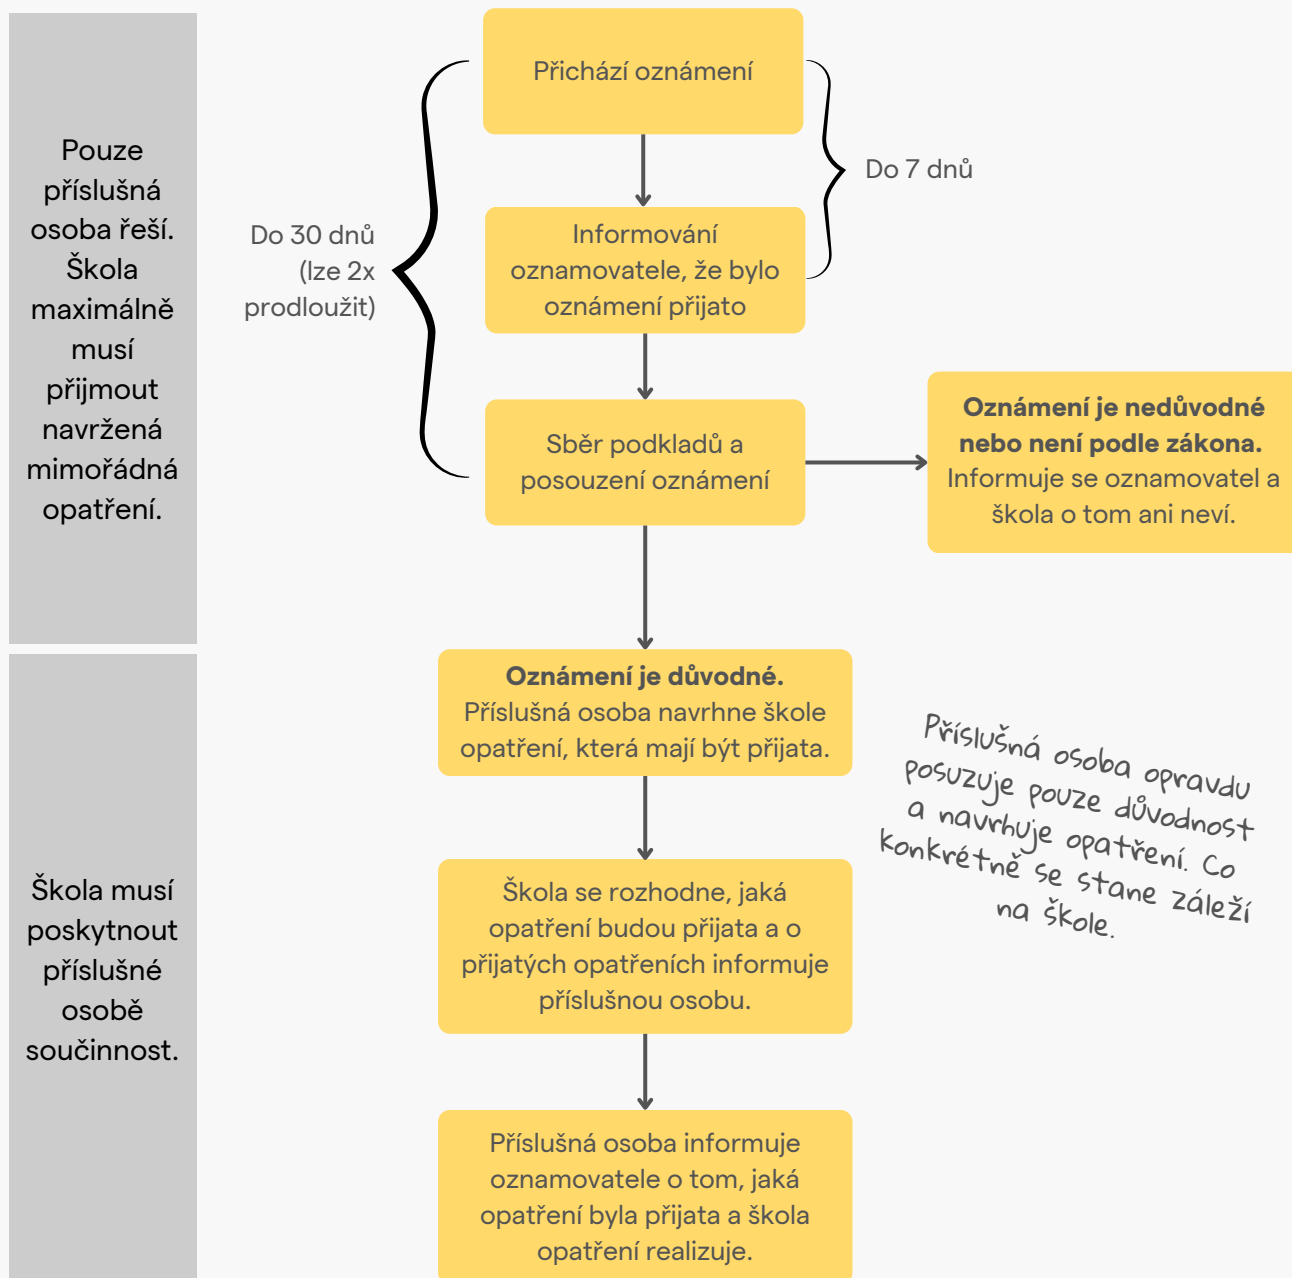 Pouze
příslušná
osoba řeší.
Škola
maximálně
musí
přijmout
navržená
mimořádná
opatření.
Do 30 dnů
(lze 2x
prodloužit)
Přichází oznámení
Do 7 dnů
Informování
oznamovatele, že bylo
oznámení přijato
Sběr podkladů a
posouzení oznámení
Oznámení je nedůvodné
nebo není podle zákona.
Informuje se oznamovatel a
škola o tom ani neví.
Škola musí
poskytnout
příslušné
osobě
součinnost.
Oznámení je důvodné.
Příslušná osoba navrhne škole
opatření, která mají být přijata.
Příslušná osoba opravdu
posuzuje pouze důvodnost
a navrhuje opatření. Co
konkrétně se stane záleží
na škole.
Škola se rozhodne, jaká
opatření budou přijata a o
přijatých opatřeních informuje
příslušnou osobu.
Příslušná osoba informuje
oznamovatele o tom, jaká
opatření byla přijata a škola
opatření realizuje.